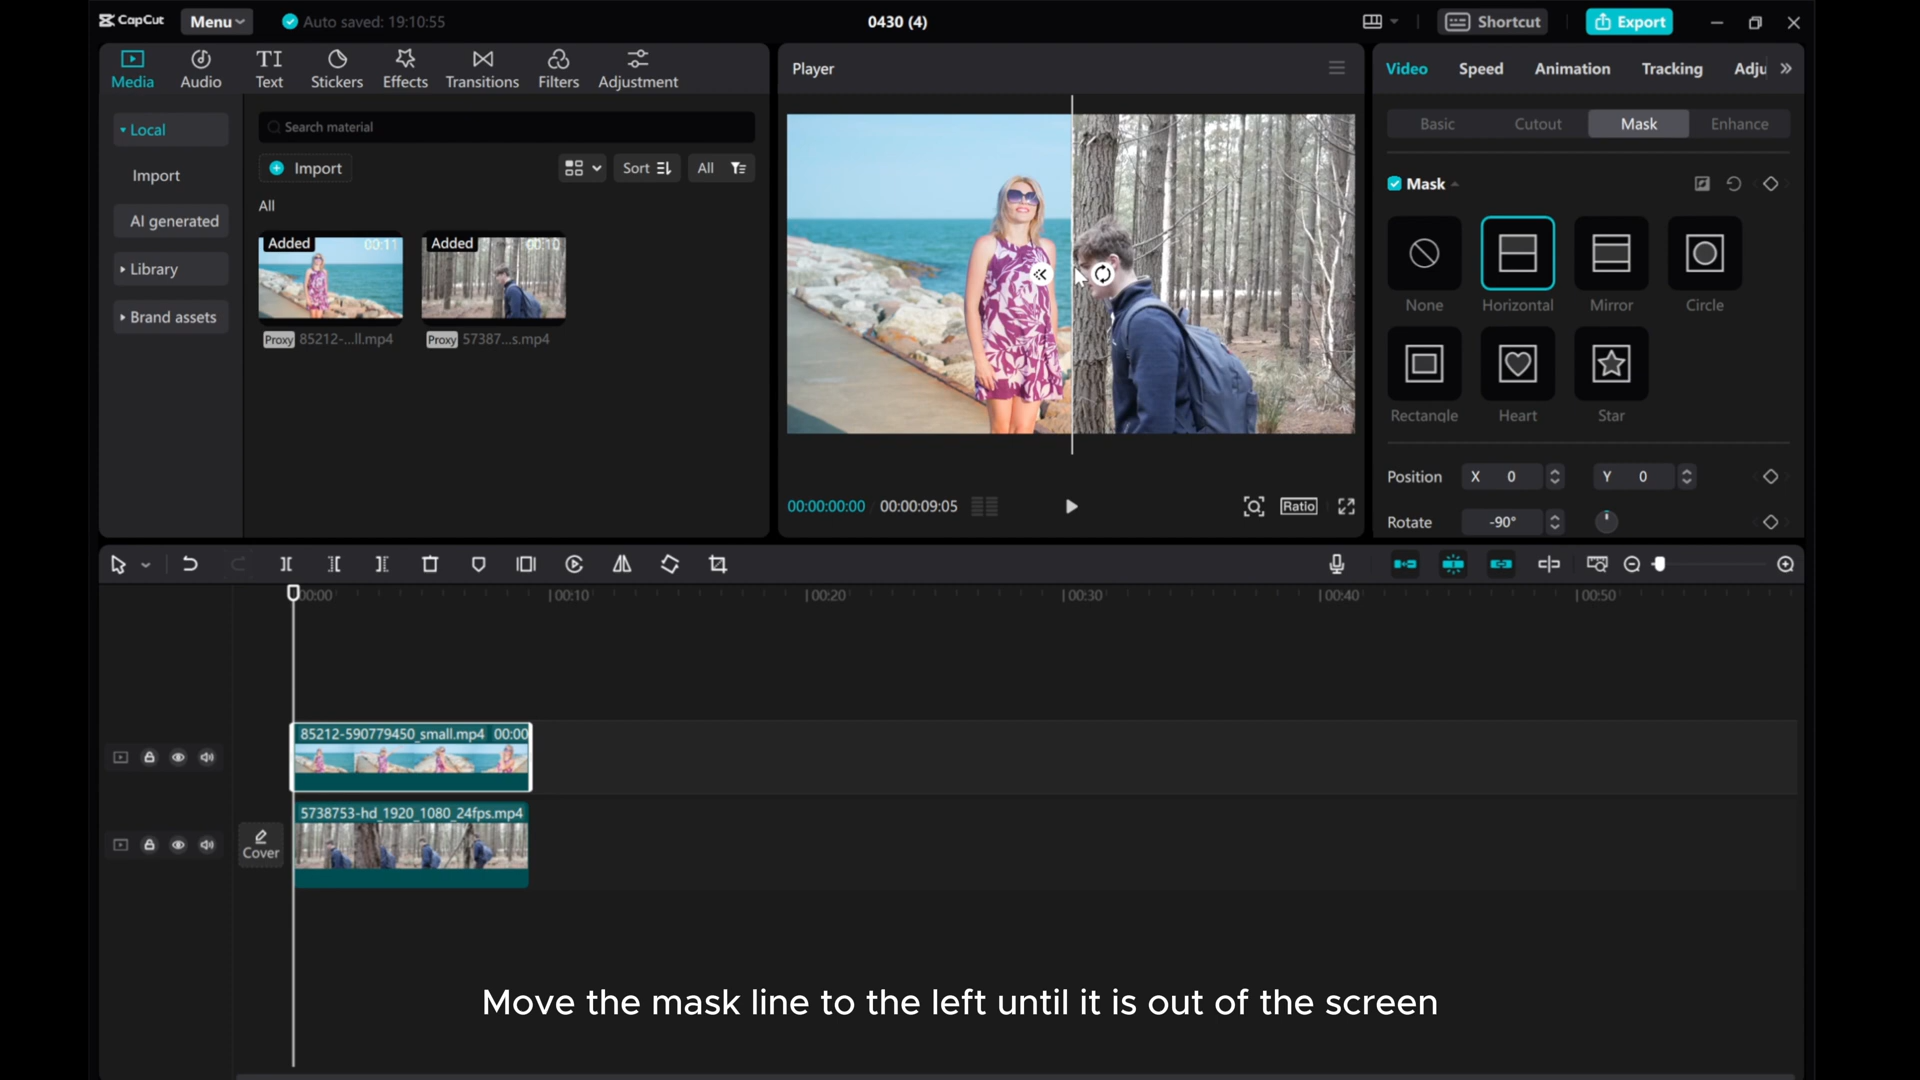 CapCut
Menu
Auto saved: 19:10:55
0430 (4)
Shortcut
Export
Media
Audio
TI
Text
Stickers
Effects
Transitions
Filters
Adjustment
Player
Video
Speed
Animation
Tracking
Adju
Local
Import
AI generated
Library
Brand assets
Search material
Import
Sort
All
All
Added
00:11
Added
00:10
Proxy 85212-...ll.mp4
Proxy 57387...s.mp4
Basic
Cutout
Mask
Enhance
Mask
None
Horizontal
Mirror
Circle
Rectangle
Heart
Star
Position
X 0
Y 0
Rotate
-90°
00:00:00:00
00:00:09:05
Ratio
00:00
00:10
00:20
00:30
00:40
00:50
85212-590779450_small.mp4 00:00
5738753-hd_1920_1080_24fps.mp4
Cover
Move the mask line to the left until it is out of the screen